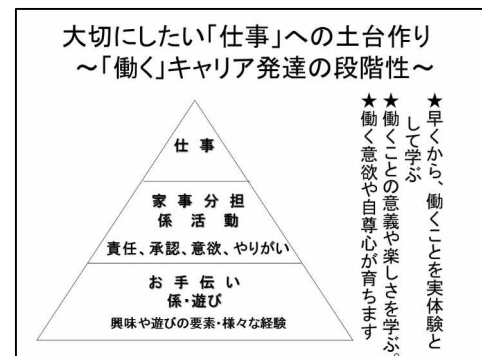 大切にしたい「仕事」への土台作り
～「働く」キャリア発達の段階性～
仕 事
家 事 分 担
係 活 動
責任、承認、意欲、やりがい
お 手 伝 い
係・遊び
興味や遊びの要素・様々な経験
★早くから、働くことを実体験と
して学ぶ
★働くことの意義や楽しさを学ぶ。
★働く意欲や自尊心が育ちます